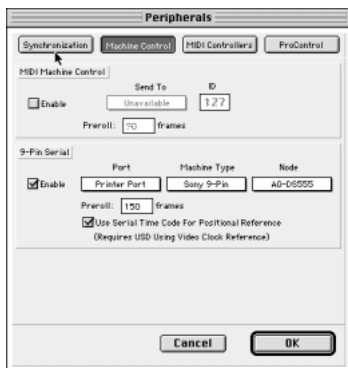 Peripherals
Synchronization Machine Control MIDI Controllers ProControl
MIDI Machine Control
Send To ID
Enable Unavailable 127
Preroll: 70 frames
9-Pin Serial
Port Machine Type Node
Enable Printer Port Sony 9-Pin AG-DS555
Preroll: 150 frames
Use Serial Time Code For Positional Reference
(Requires USD Using Video Clock Reference)
Cancel OK